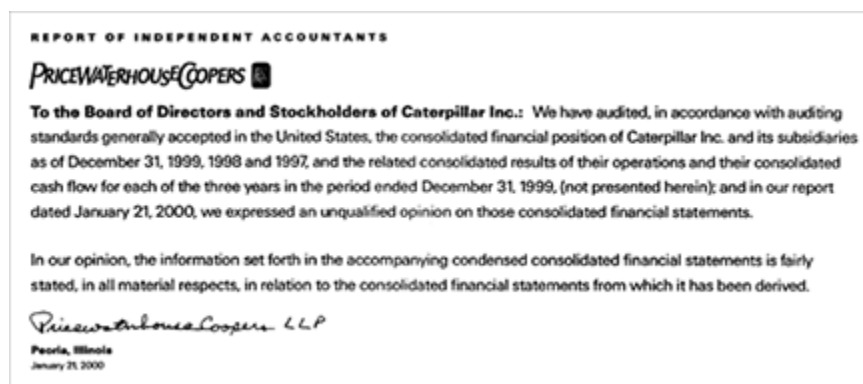 REPORT OF INDEPENDENT ACCOUNTANTS
PRICEWATERHOUSECOOPERS
To the Board of Directors and Stockholders of Caterpillar Inc.: We have audited, in accordance with auditing
standards generally accepted in the United States, the consolidated financial position of Caterpillar Inc. and its subsidiaries
as of December 31, 1999, 1998 and 1997, and the related consolidated results of their operations and their consolidated
cash flow for each of the three years in the period ended December 31, 1999, (not presented herein); and in our report
dated January 21, 2000, we expressed an unqualified opinion on those consolidated financial statements.
In our opinion, the information set forth in the accompanying condensed consolidated financial statements is fairly
stated, in all material respects, in relation to the consolidated financial statements from which it has been derived.
PricewaterhouseCoopers LLP
Peoria, Illinois
January 21, 2000